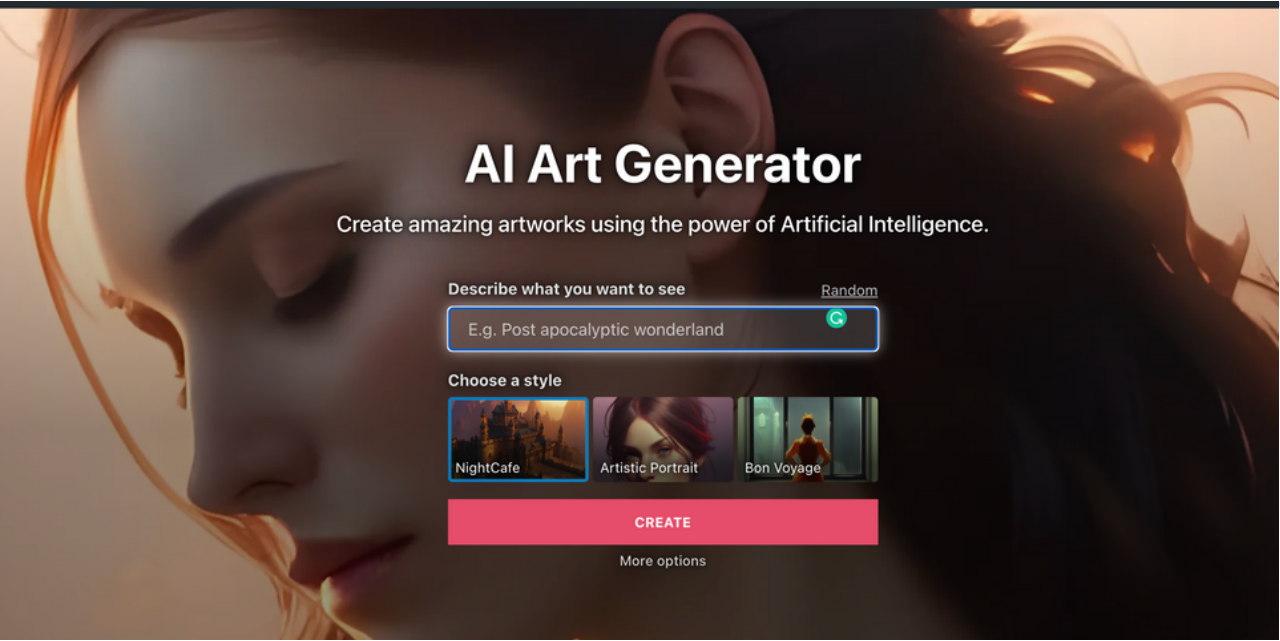 AI Art Generator
Create amazing artworks using the power of Artificial Intelligence.
Describe what you want to see
Random
E.g. Post apocalyptic wonderland
Choose a style
NightCafe
Artistic Portrait
Bon Voyage
CREATE
More options